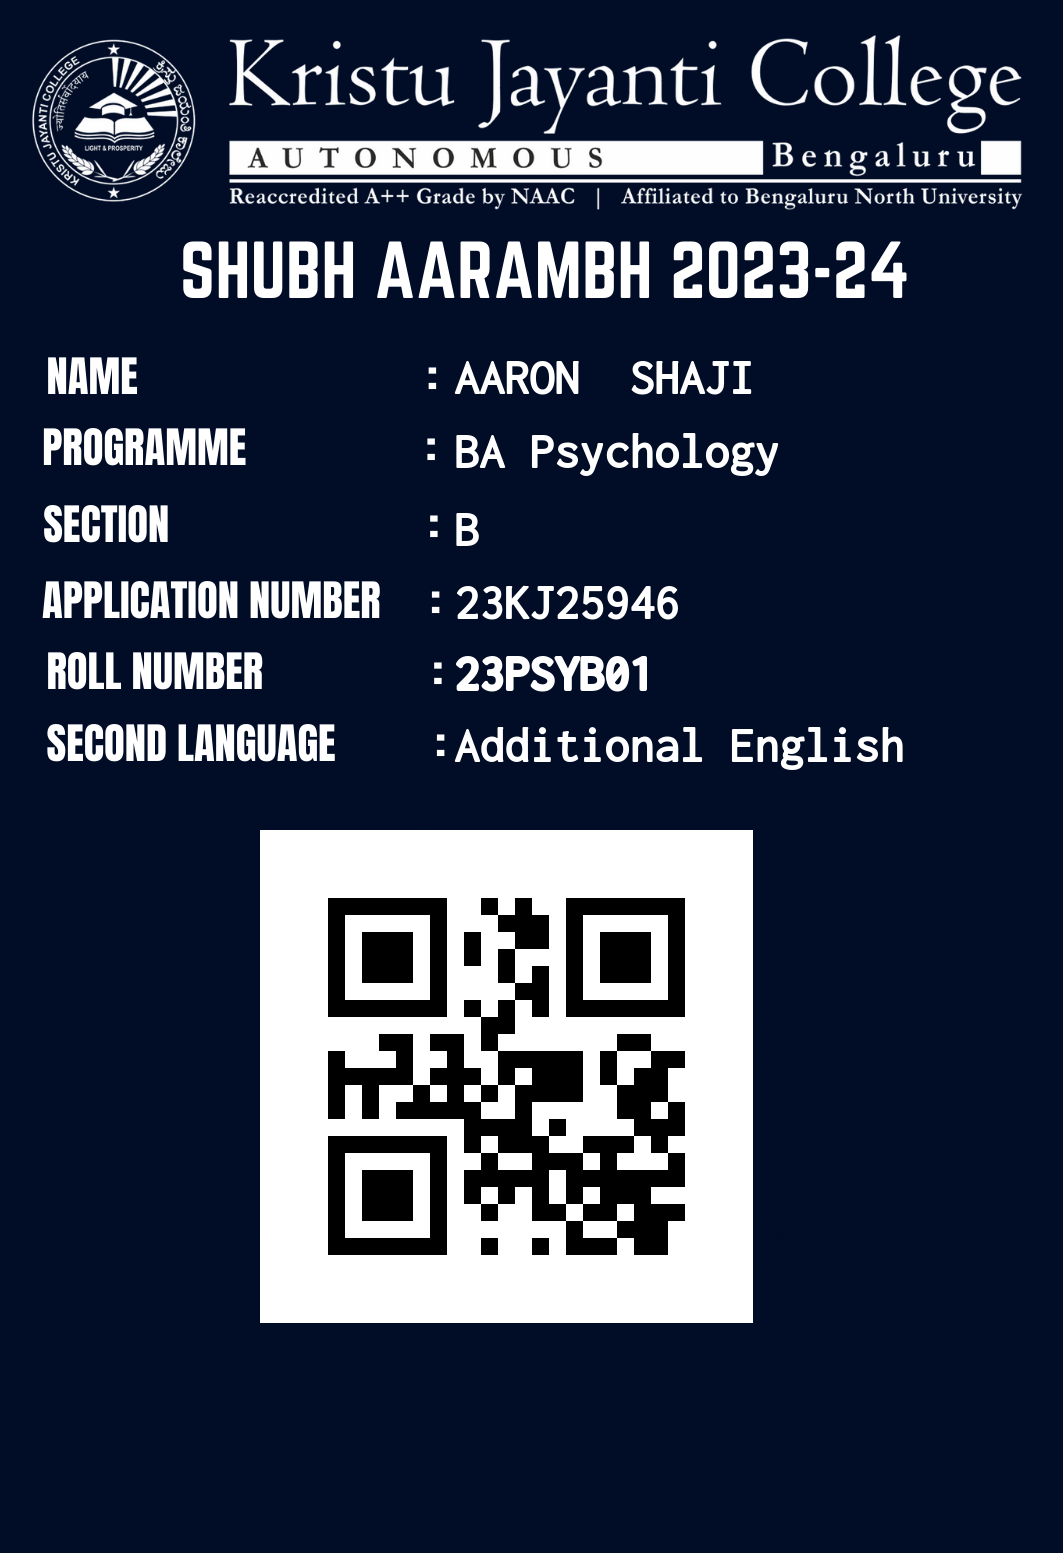 Kristu Jayanti College
AUTONOMOUS Bengaluru
Reaccredited A++ Grade by NAAC | Affiliated to Bengaluru North University
KRISTU JAYANTI COLLEGE
ಕ್ರಿಸ್ತು ಜಯಂತಿ ಕಾಲೇಜು
LIGHT & PROSPERITY
SHUBH AARAMBH 2023-24
NAME : AARON SHAJI
PROGRAMME : BA Psychology
SECTION : B
APPLICATION NUMBER : 23KJ25946
ROLL NUMBER : 23PSYB01
SECOND LANGUAGE : Additional English